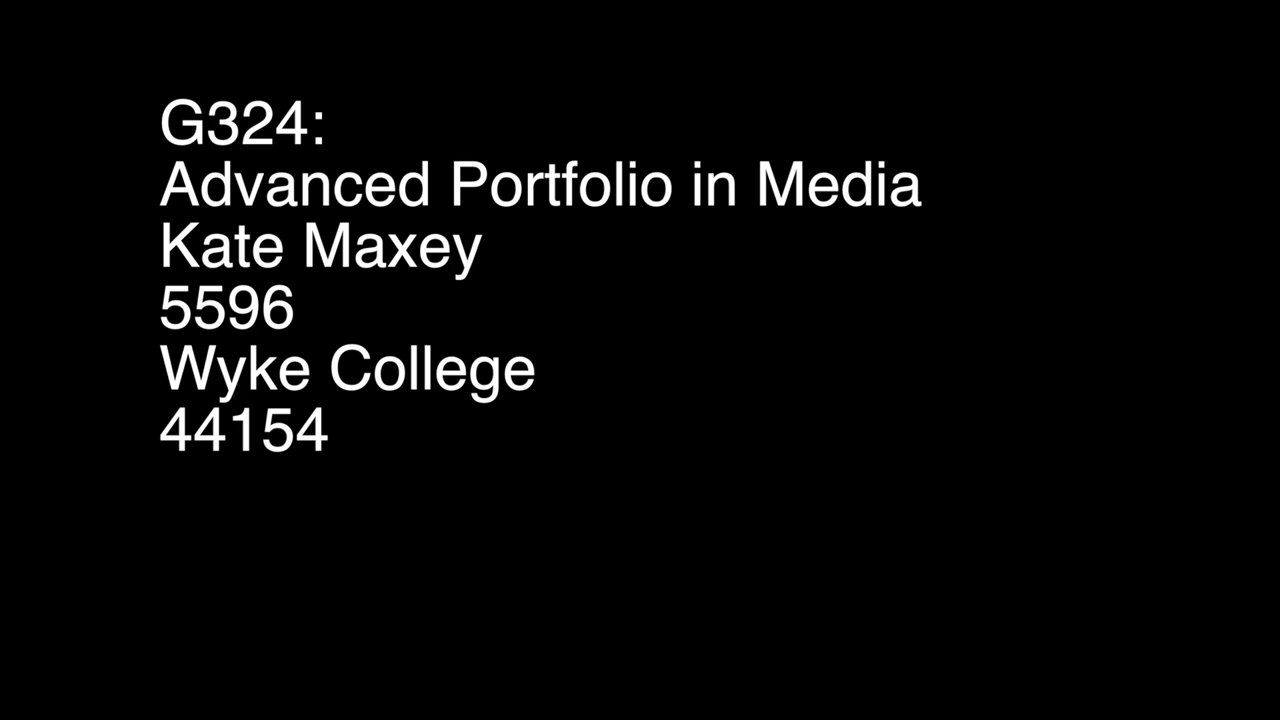 G324:
Advanced Portfolio in Media
Kate Maxey
5596
Wyke College
44154